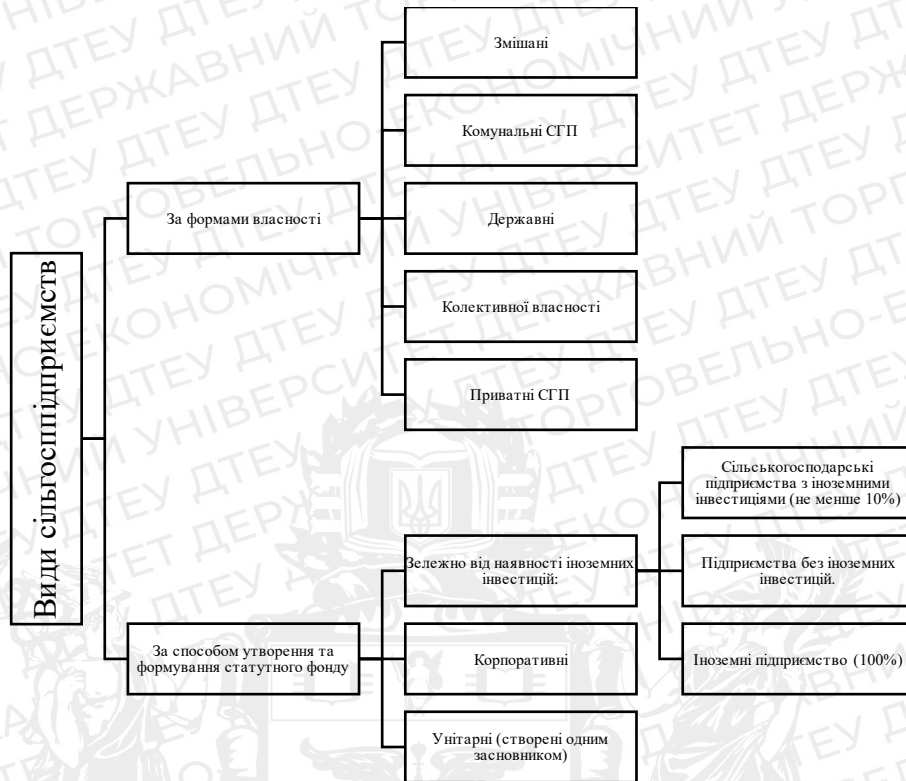 Види сільгосппідприємств
За формами власності
Змішані
Комунальні СГП
Державні
Колективної власності
Приватні СГП
За способом утворення та
формування статутного фонду
Зележно від наявності іноземних
інвестицій:
Сільськогосподарські
підприємства з іноземними
інвестиціями (не менше 10%)
Підприємства без іноземних
інвестицій.
Іноземні підприємство (100%)
Корпоративні
Унітарні (створені одним
засновником)